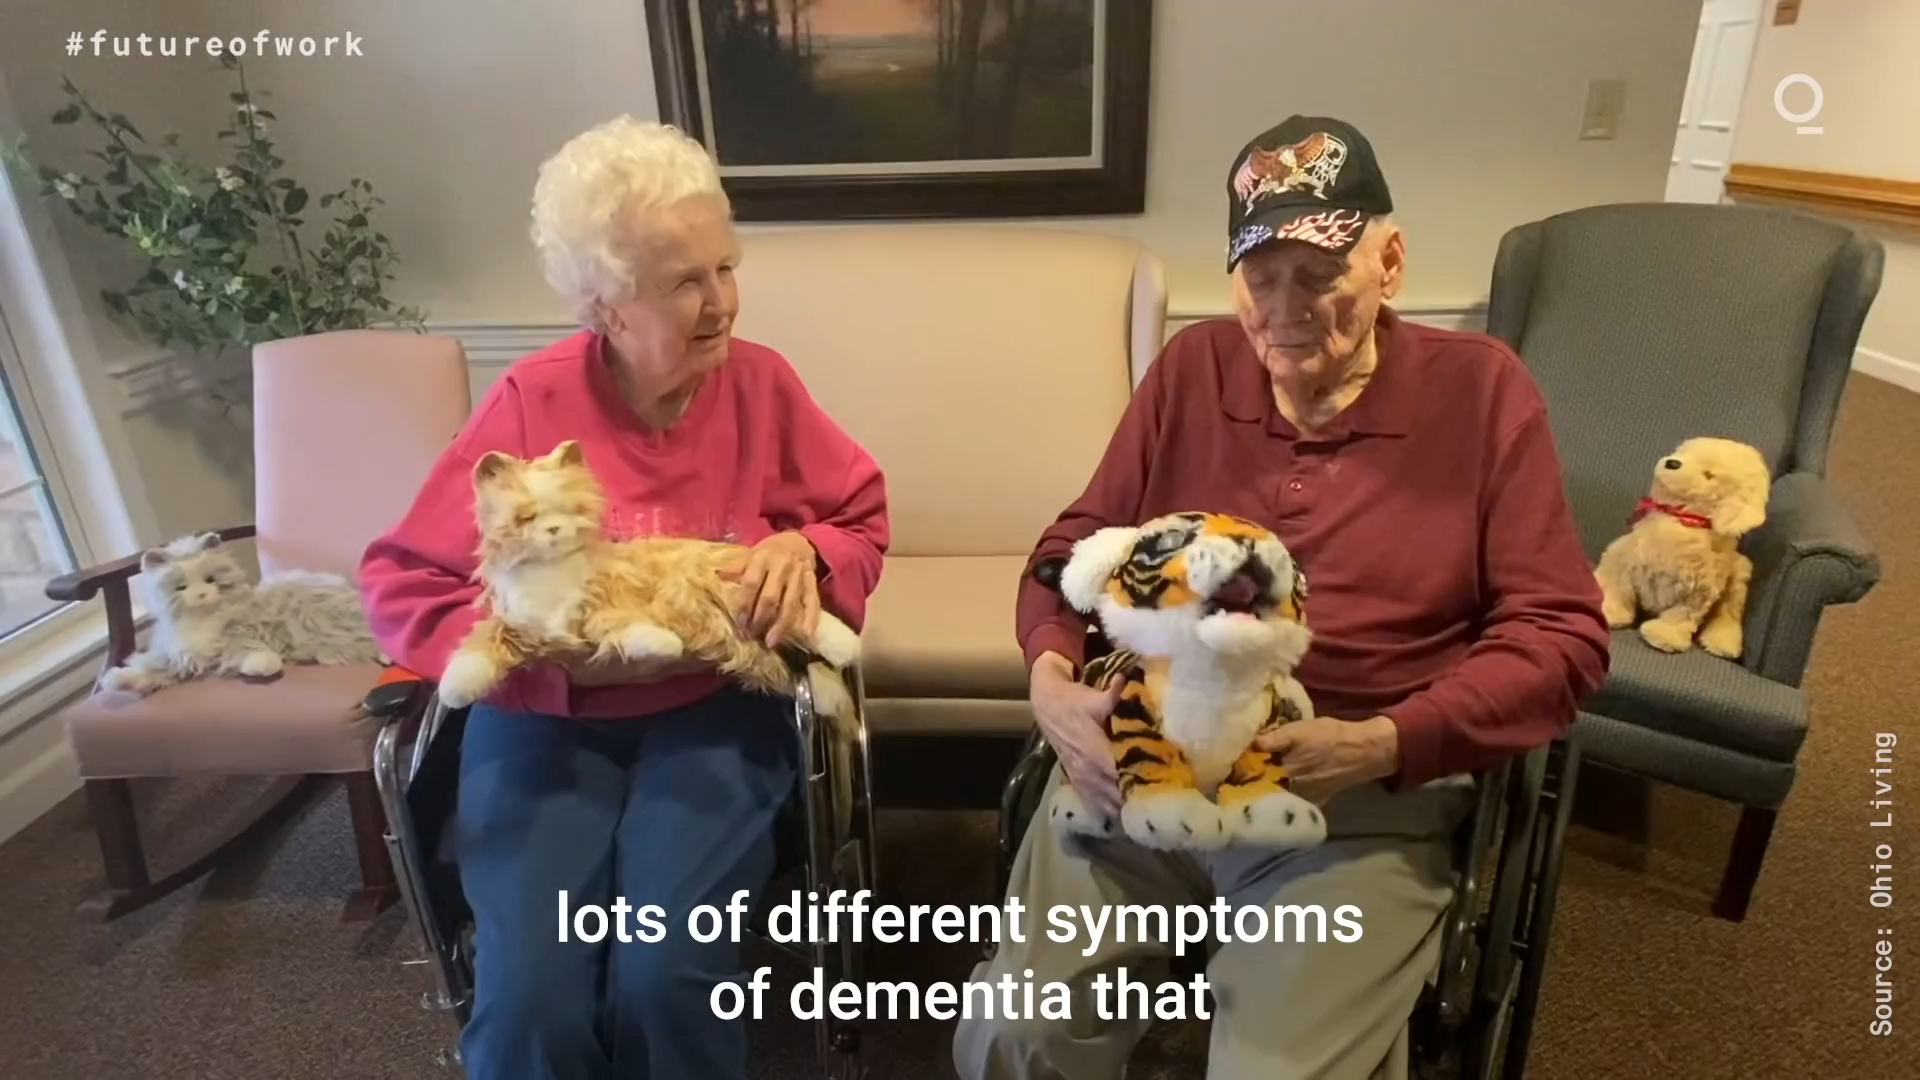 #futureofwork
lots of different symptoms
of dementia that
Source: Ohio Living